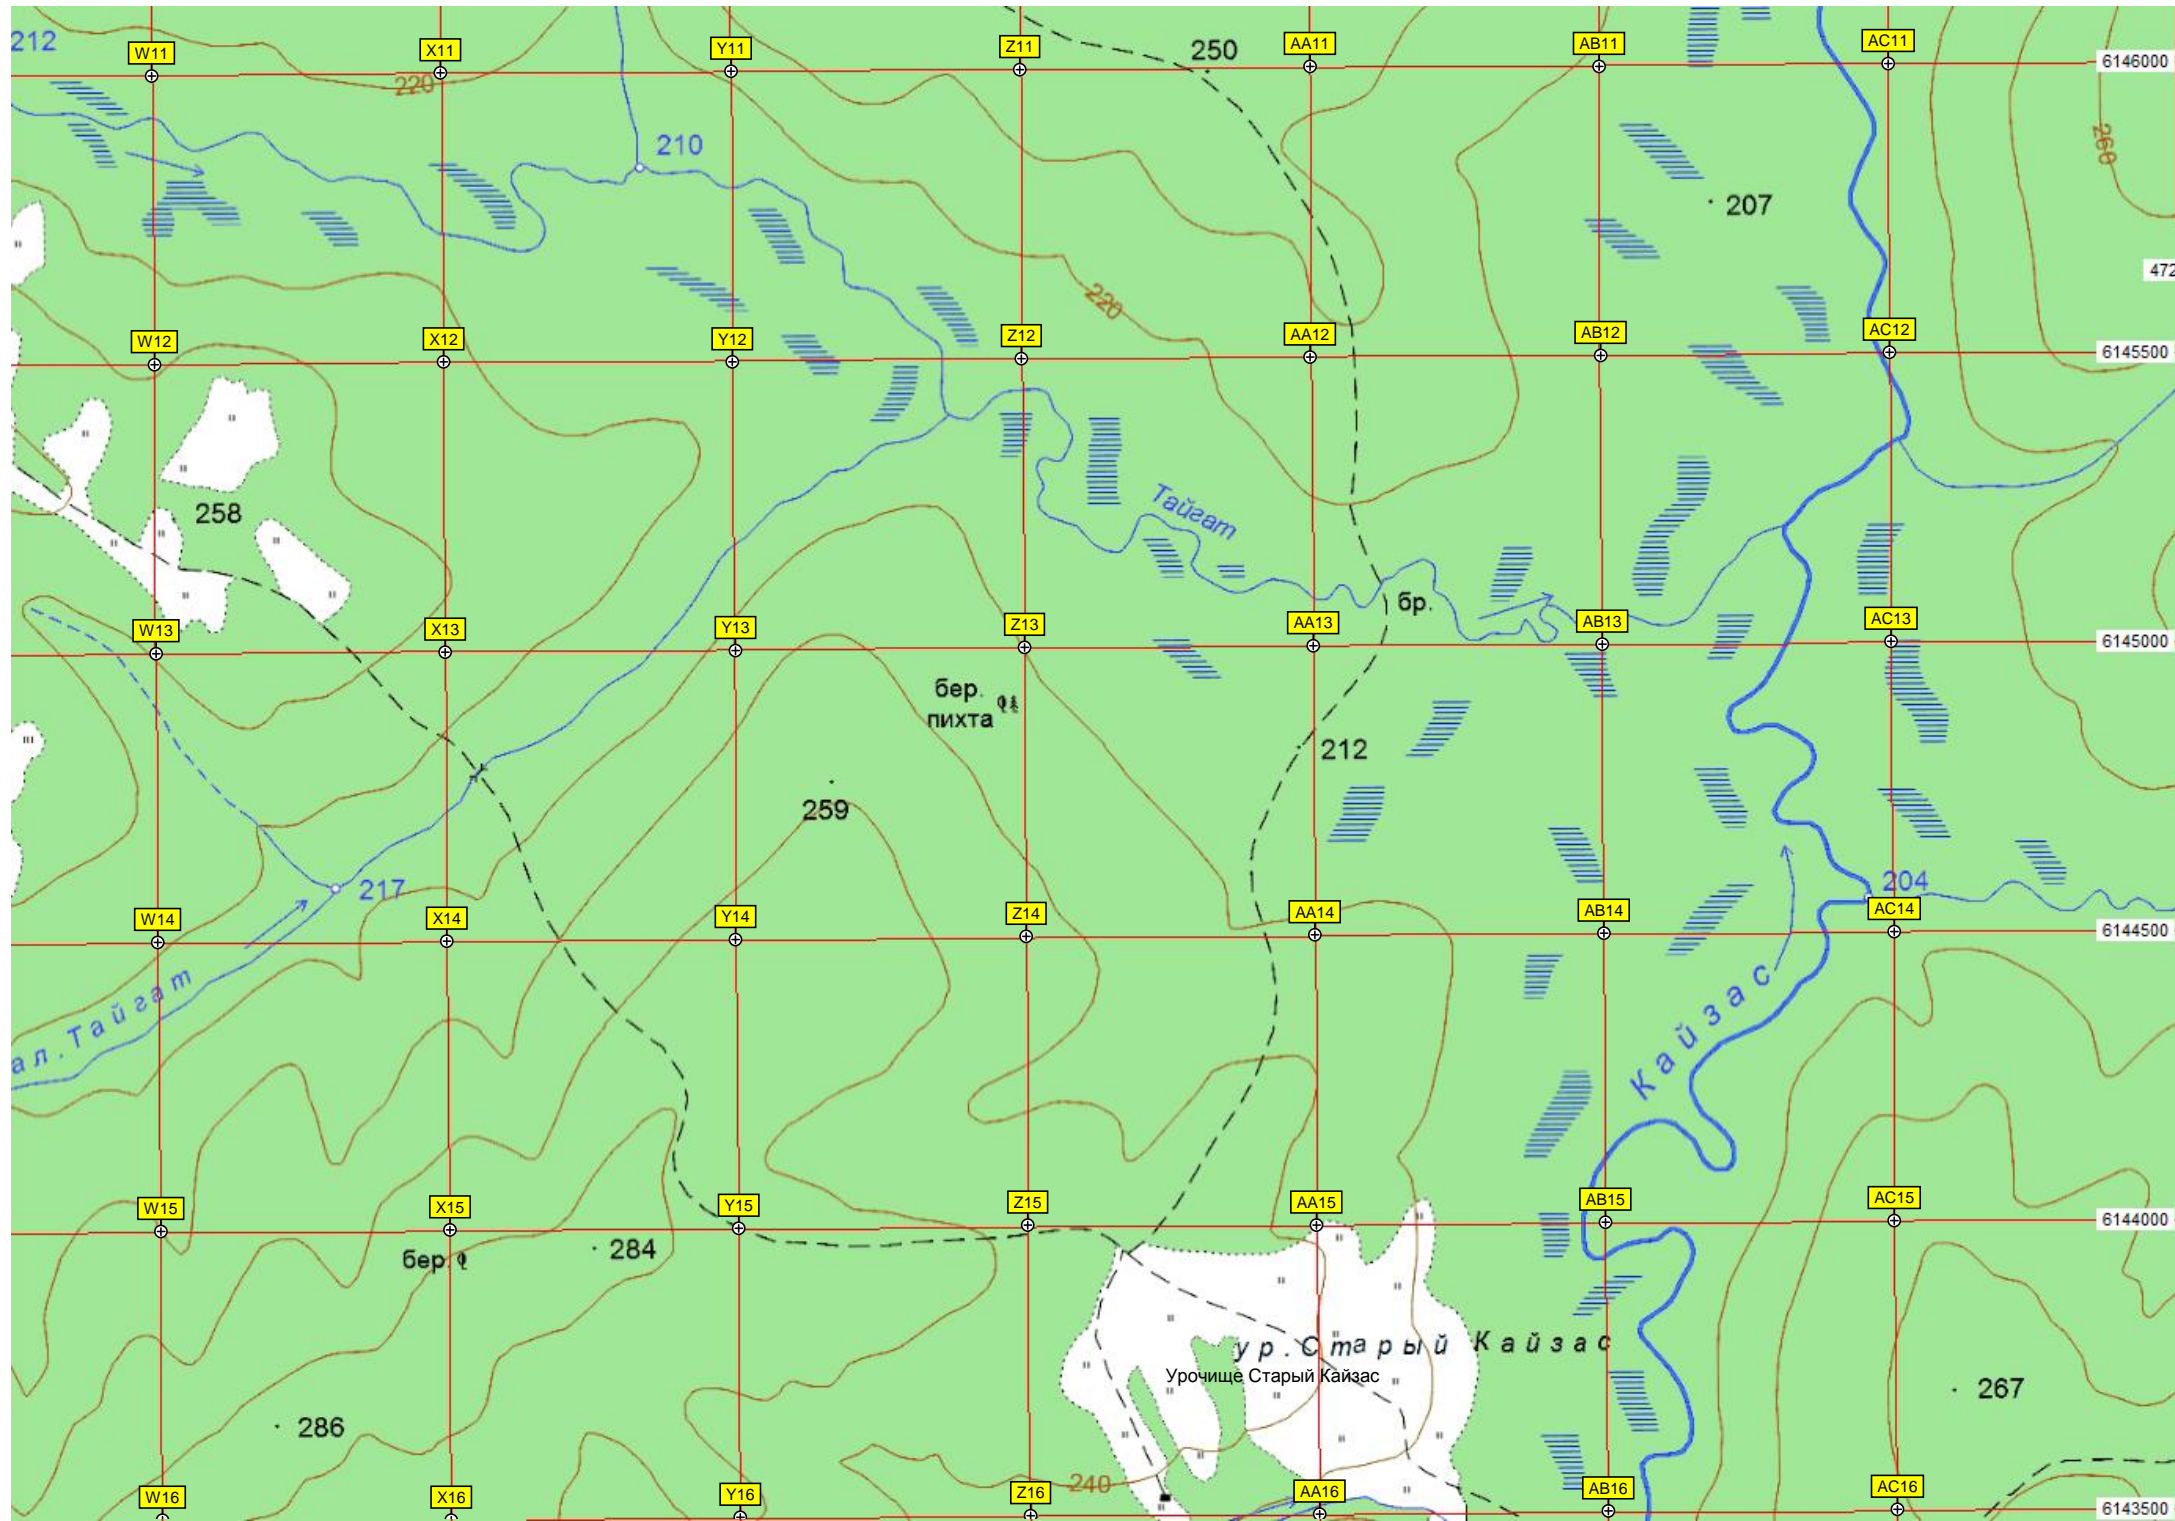 212
W11
X11
Y11
Z11
250
AA11
AB11
AC11
6146000
220
210
260
207
472
220
W12
X12
Y12
Z12
AA12
AB12
AC12
6145500
258
Тайгат
бр.
W13
X13
Y13
Z13
AA13
AB13
AC13
6145000
бер.
пихта
212
259
217
204
W14
X14
Y14
Z14
AA14
AB14
AC14
6144500
ал. Тайгат
Кайзас
W15
X15
Y15
Z15
AA15
AB15
AC15
6144000
бер.
284
ур. Старый Кайзас
Урочище Старый Кайзас
267
286
240
W16
X16
Y16
Z16
AA16
AB16
AC16
6143500